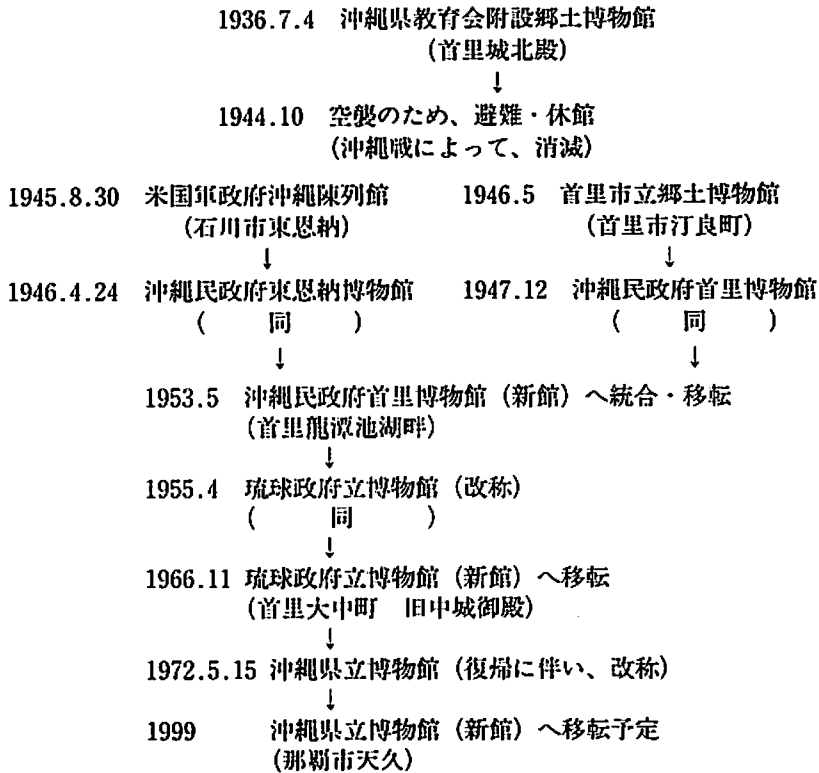 1936.7.4 沖縄県教育会附設郷土博物館
(首里城北殿)
↓
1944.10 空襲のため、避難・休館
(沖縄戦によって、消滅)
1945.8.30 米国軍政府沖縄陳列館
(石川市東恩納)
↓
1946.4.24 沖縄民政府東恩納博物館
( 同 )
↓
1946.5 首里市立郷土博物館
(首里市汀良町)
↓
1947.12 沖縄民政府首里博物館
( 同 )
↓
1953.5 沖縄民政府首里博物館(新館)へ統合・移転
(首里龍潭池湖畔)
↓
1955.4 琉球政府立博物館(改称)
( 同 )
↓
1966.11 琉球政府立博物館(新館)へ移転
(首里大中町 旧中城御殿)
↓
1972.5.15 沖縄県立博物館(復帰に伴い、改称)
↓
1999 沖縄県立博物館(新館)へ移転予定
(那覇市天久)